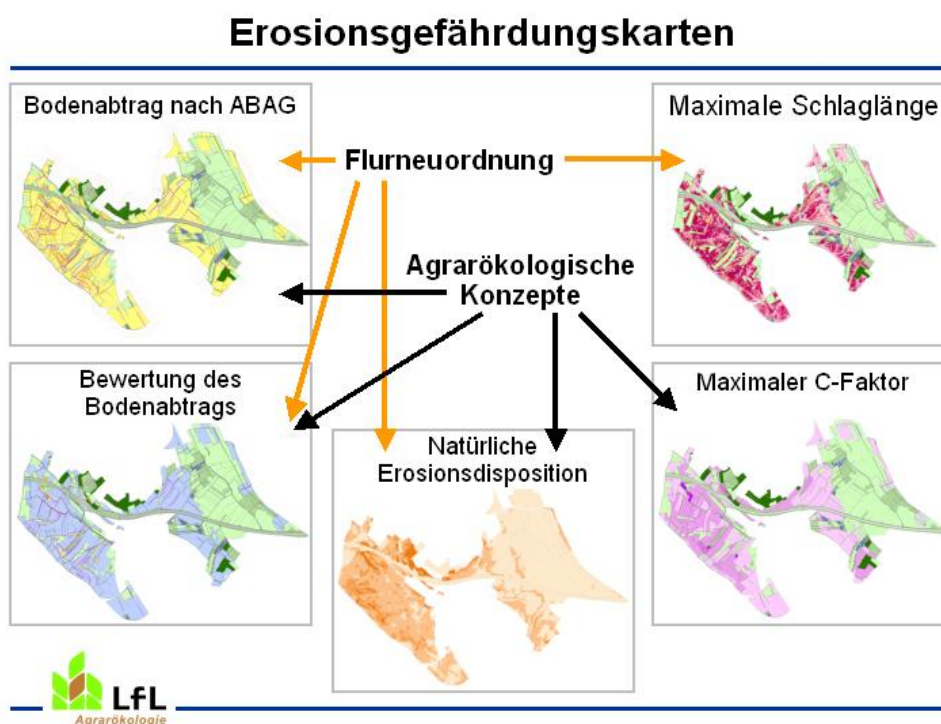 Erosionsgefährdungskarten
Bodenabtrag nach ABAG
Maximale Schlaglänge
Flurneuordnung
Agrarökologische
Konzepte
Bewertung des
Bodenabtrags
Maximaler C-Faktor
Natürliche
Erosionsdisposition
LfL
Agrarökologie